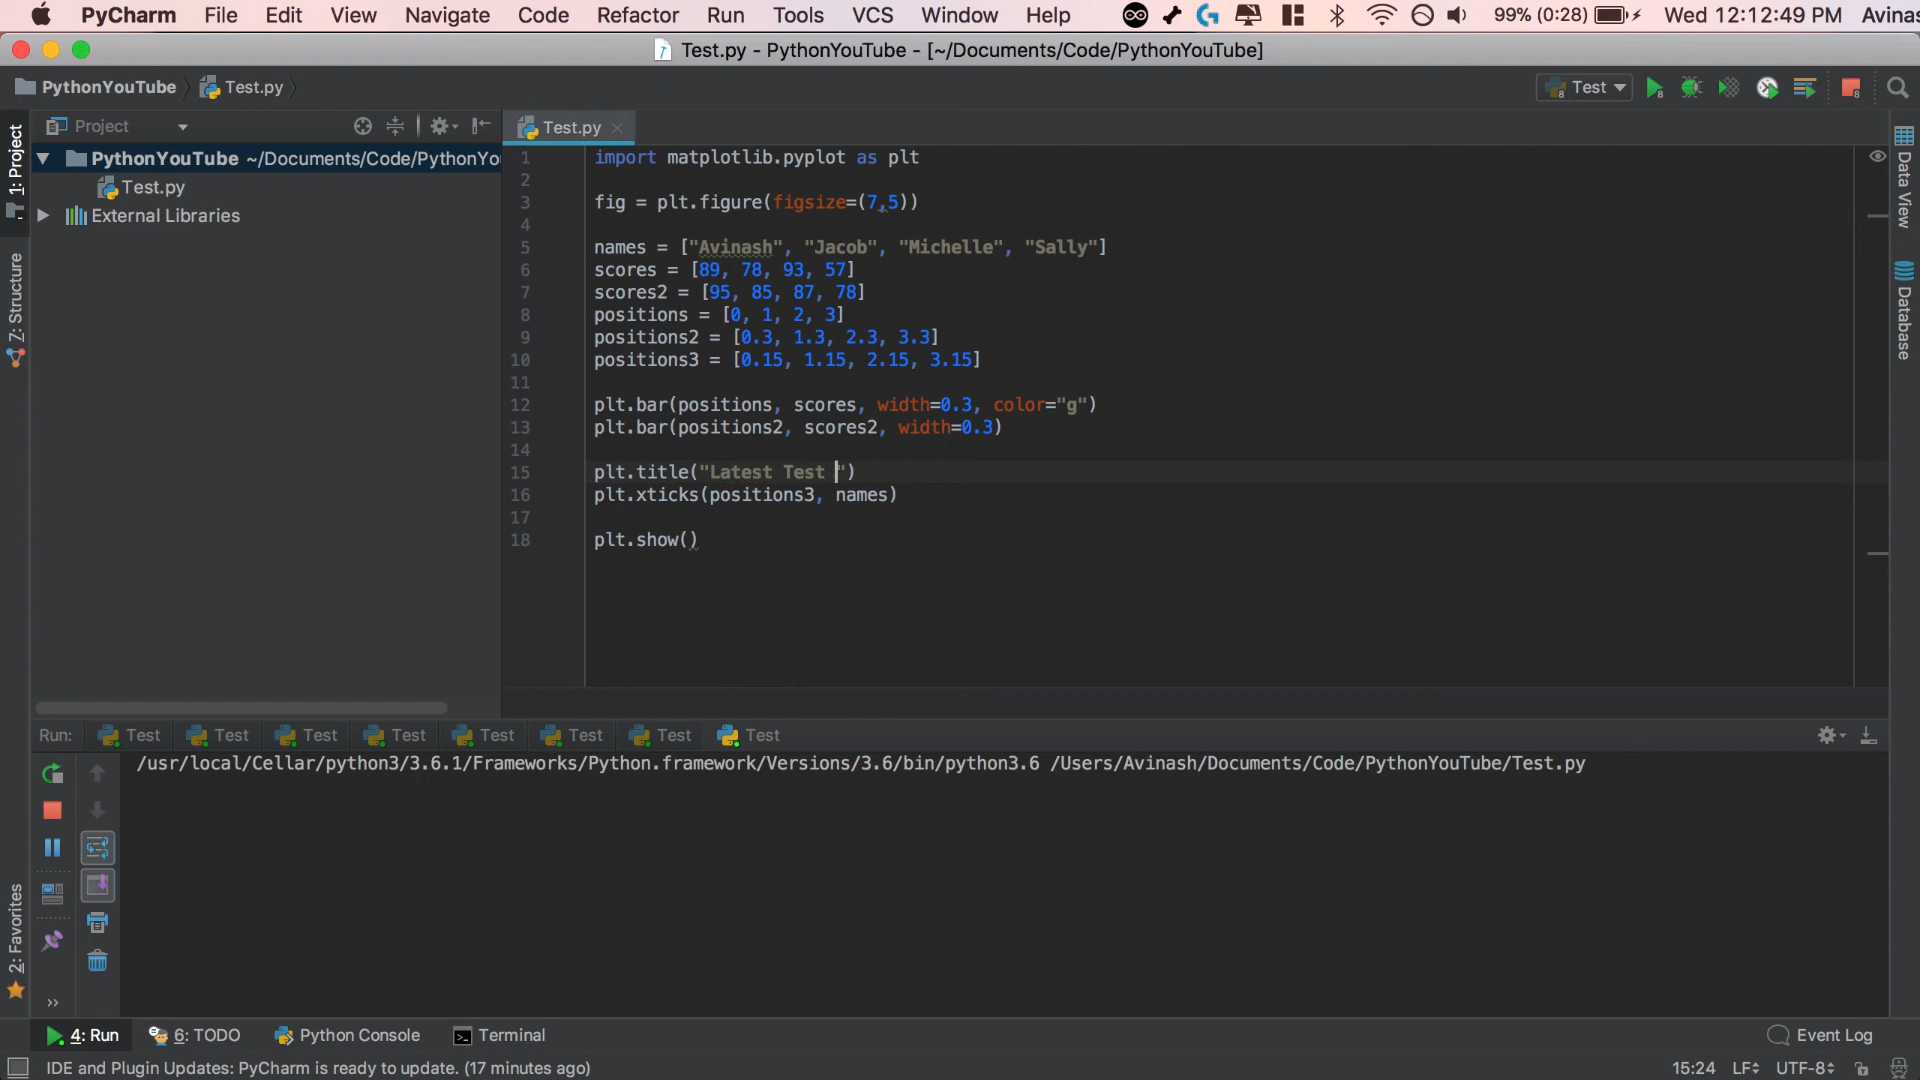 PyCharm File Edit View Navigate Code Refactor Run Tools VCS Window Help 99% (0:28) Wed 12:12:49 PM Avinas
Test.py - PythonYouTube - [~/Documents/Code/PythonYouTube]
PythonYouTube Test.py Test
Project Test.py
PythonYouTube ~/Documents/Code/PythonYo
Test.py
External Libraries
1: Project
Z: Structure
2: Favorites
Data View
Database
1 import matplotlib.pyplot as plt
2
3 fig = plt.figure(figsize=(7,5))
4
5 names = ["Avinash", "Jacob", "Michelle", "Sally"]
6 scores = [89, 78, 93, 57]
7 scores2 = [95, 85, 87, 78]
8 positions = [0, 1, 2, 3]
9 positions2 = [0.3, 1.3, 2.3, 3.3]
10 positions3 = [0.15, 1.15, 2.15, 3.15]
11
12 plt.bar(positions, scores, width=0.3, color="g")
13 plt.bar(positions2, scores2, width=0.3)
14
15 plt.title("Latest Test ")
16 plt.xticks(positions3, names)
17
18 plt.show()
Run: Test Test Test Test Test Test Test Test
/usr/local/Cellar/python3/3.6.1/Frameworks/Python.framework/Versions/3.6/bin/python3.6 /Users/Avinash/Documents/Code/PythonYouTube/Test.py
4: Run 6: TODO Python Console Terminal Event Log
IDE and Plugin Updates: PyCharm is ready to update. (17 minutes ago) 15:24 LF UTF-8